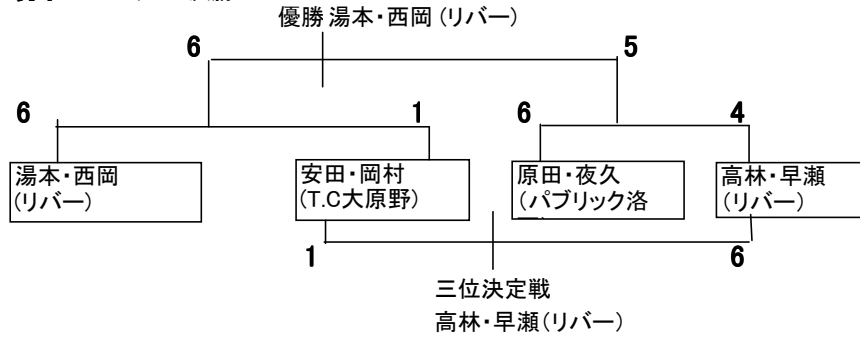 優勝 湯本・西岡 (リバー)
6 5
6 1 6 4
湯本・西岡
(リバー)
安田・岡村
(T.C大原野)
原田・夜久
(パブリック洛
高林・早瀬
(リバー)
1 6
三位決定戦
高林・早瀬(リバー)